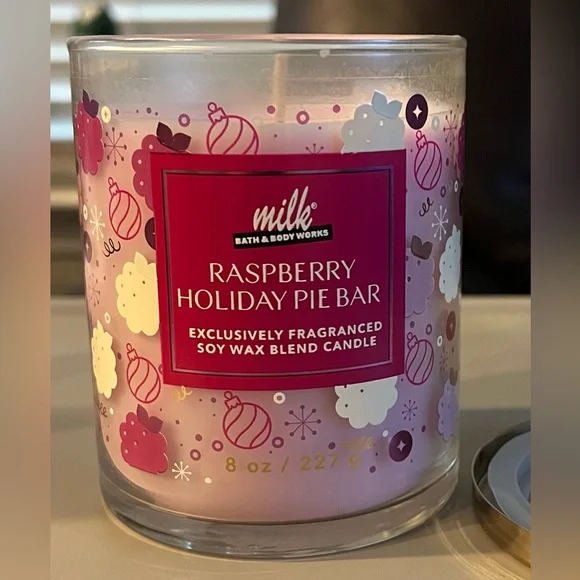 milk®
BATH & BODY WORKS
RASPBERRY
HOLIDAY PIE BAR
EXCLUSIVELY FRAGRANCED
SOY WAX BLEND CANDLE
8 oz / 227 g